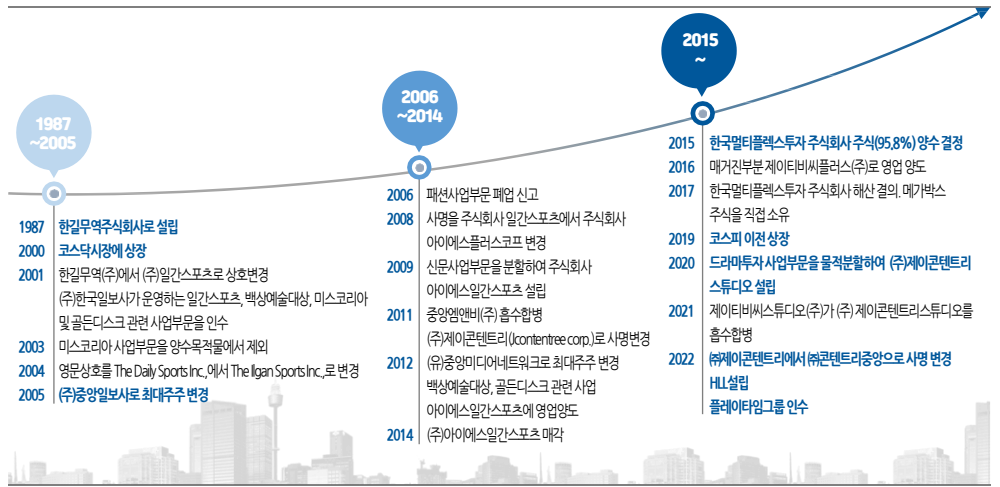 1987
~2005
1987 한길무역주식회사로 설립
2000 코스닥시장에 상장
2001 한길무역(주)에서 (주)일간스포츠로 상호변경
(주)한국일보사가 운영하는 일간스포츠, 백상예술대상, 미스코리아
및 골든디스크 관련 사업부문을 인수
2003 미스코리아 사업부문을 양수목적물에서 제외
2004 영문상호를 The Daily Sports Inc.,에서 The Ilgan Sports Inc.,로 변경
2005 (주)중앙일보사로 최대주주 변경
2006
~2014
2006 패션사업부문 폐업 신고
2008 사명을 주식회사 일간스포츠에서 주식회사
아이에스플러스코프 변경
2009 신문사업부문을 분할하여 주식회사
아이에스일간스포츠 설립
2011 중앙엠앤비(주) 흡수합병
(주)제이콘텐트리(Jcontentree corp.)로 사명변경
2012 (유)중앙미디어네트워크로 최대주주 변경
백상예술대상, 골든디스크 관련 사업
아이에스일간스포츠에 영업양도
2014 (주)아이에스일간스포츠 매각
2015
~
2015 한국멀티플렉스투자 주식회사 주식(95,8%) 양수 결정
2016 매거진부분 제이티비씨플러스(주)로 영업 양도
2017 한국멀티플렉스투자 주식회사 해산 결의. 메가박스
주식을 직접 소유
2019 코스피 이전 상장
2020 드라마투자 사업부문을 물적분할하여 (주)제이콘텐트리
스튜디오 설립
2021 제이티비씨스튜디오(주)가 (주) 제이콘텐트리스튜디오를
흡수합병
2022 ㈜제이콘텐트리에서 ㈜콘텐트리중앙으로 사명 변경
HLL설립
플레이타임그룹 인수